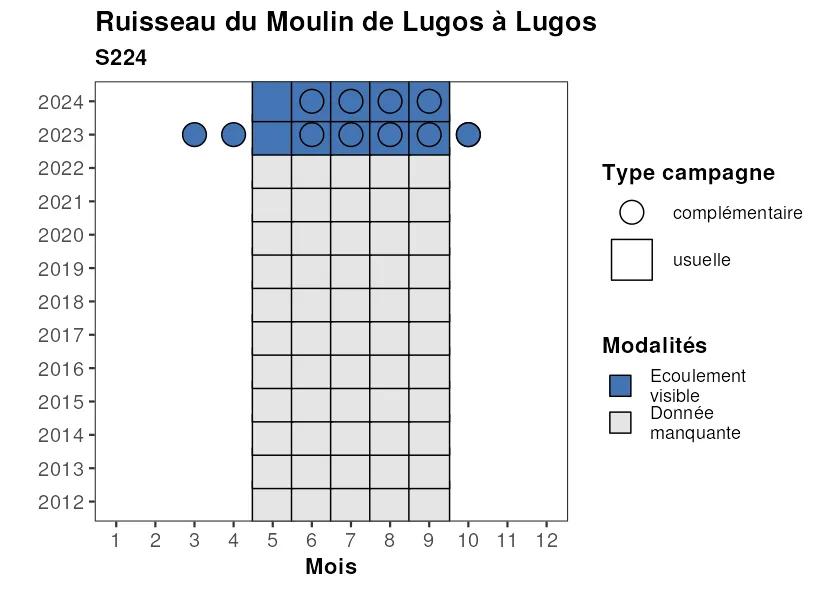 Ruisseau du Moulin de Lugos à Lugos
S224
2024
2023
2022
2021
2020
2019
2018
2017
2016
2015
2014
2013
2012
1 2 3 4 5 6 7 8 9 10 11 12
Mois
Type campagne
complémentaire
usuelle
Modalités
Ecoulement
visible
Donnée
manquante